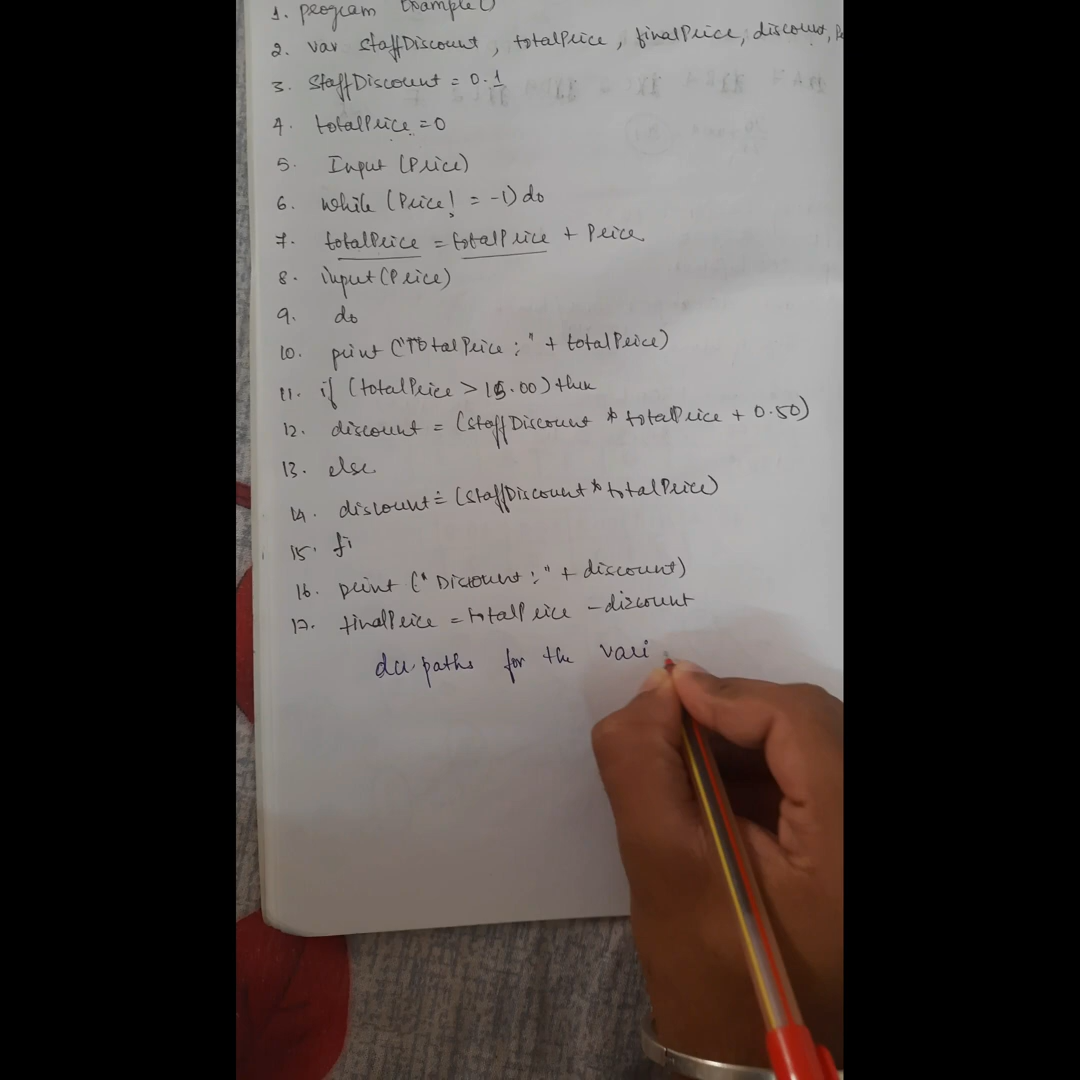 1. program Example()
2. var staffDiscount, totalPrice, finalPrice, discount,
3. StaffDiscount = 0.1
4. totalPrice = 0
5. Input (Price)
6. while (Price! = -1) do
7. totalPrice = totalPrice + Price
8. input (Price)
9. do
10. print ("TotalPrice : " + totalPrice)
11. if (totalPrice > 15.00) then
12. discount = (staffDiscount * totalPrice + 0.50)
13. else
14. discount = (staffDiscount * totalPrice)
15. fi
16. print (" Discount : " + discount)
17. finalPrice = totalPrice - discount
du-paths for the vari